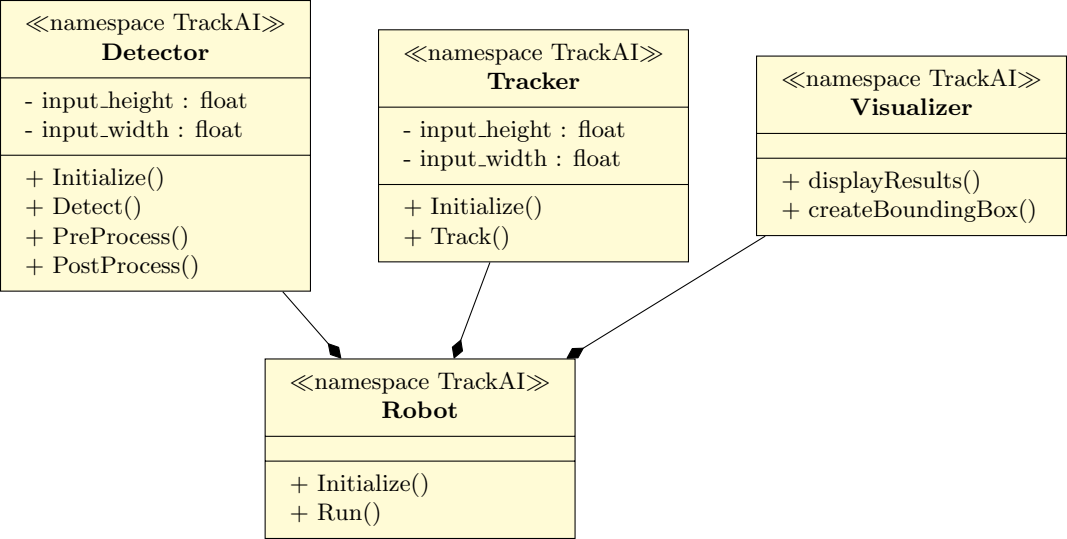 ≪namespace TrackAI≫
Detector
- input_height : float
- input_width : float
+ Initialize()
+ Detect()
+ PreProcess()
+ PostProcess()
≪namespace TrackAI≫
Tracker
- input_height : float
- input_width : float
+ Initialize()
+ Track()
≪namespace TrackAI≫
Visualizer
+ displayResults()
+ createBoundingBox()
≪namespace TrackAI≫
Robot
+ Initialize()
+ Run()